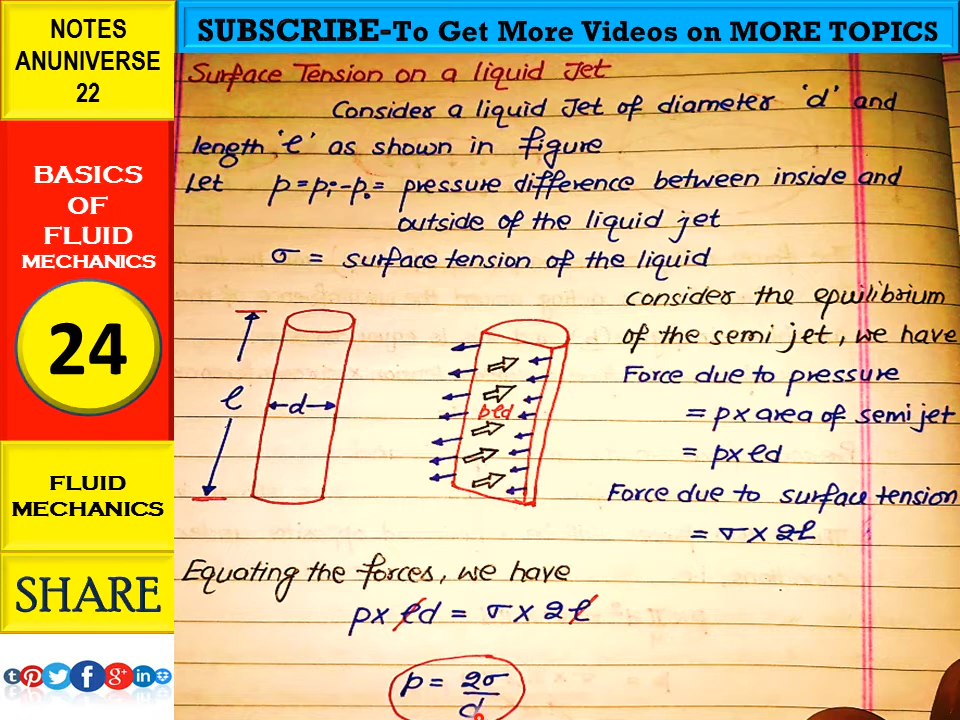 NOTES
ANUNIVERSE
22
SUBSCRIBE-To Get More Videos on MORE TOPICS
BASICS
OF
FLUID
MECHANICS
24
FLUID
MECHANICS
SHARE
Surface Tension on a liquid Jet
Consider a liquid Jet of diameter 'd' and
length 'l' as shown in figure
Let p = pi - po = pressure difference between inside and
outside of the liquid jet
σ = surface tension of the liquid
consider the equilibrium
of the semi jet, we have
Force due to pressure
= p x area of semi jet
= p x ld
Force due to surface tension
= σ x 2l
l
d
pld
Equating the forces, we have
p x ld = σ x 2l
p = 2σ/d